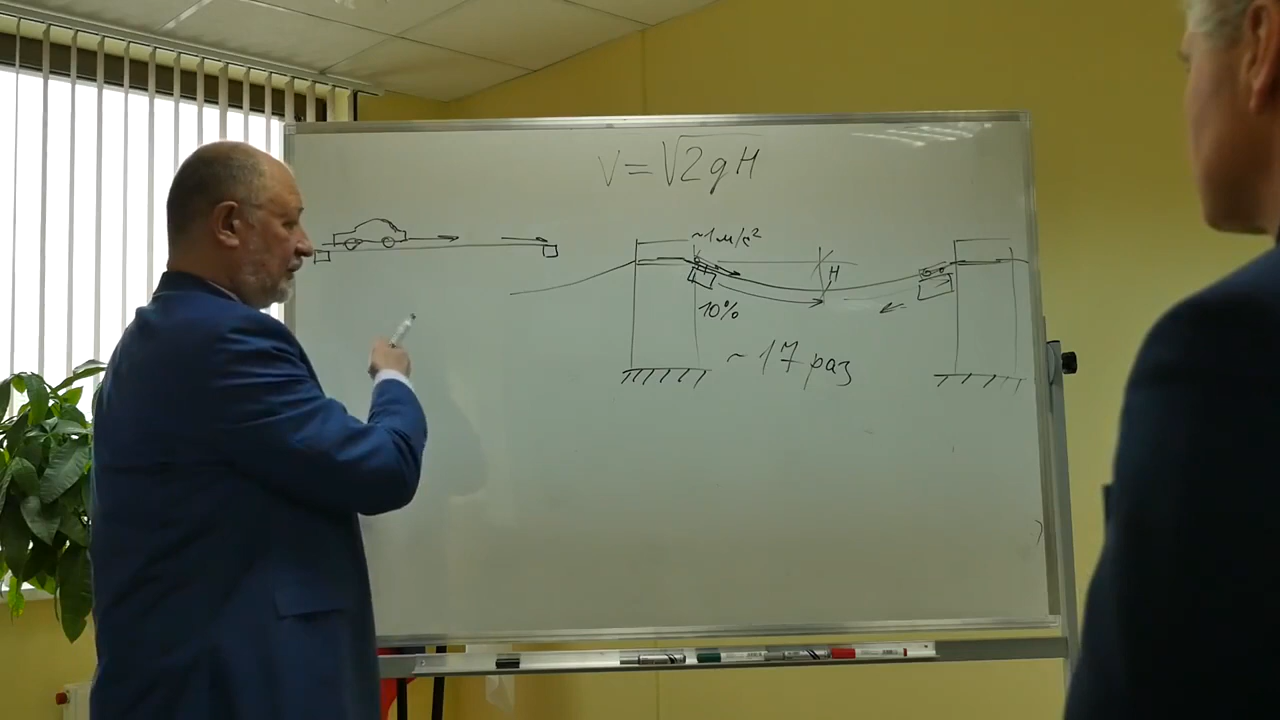 V = √2gH
~1м/с²
H
10%
~ 17 раз